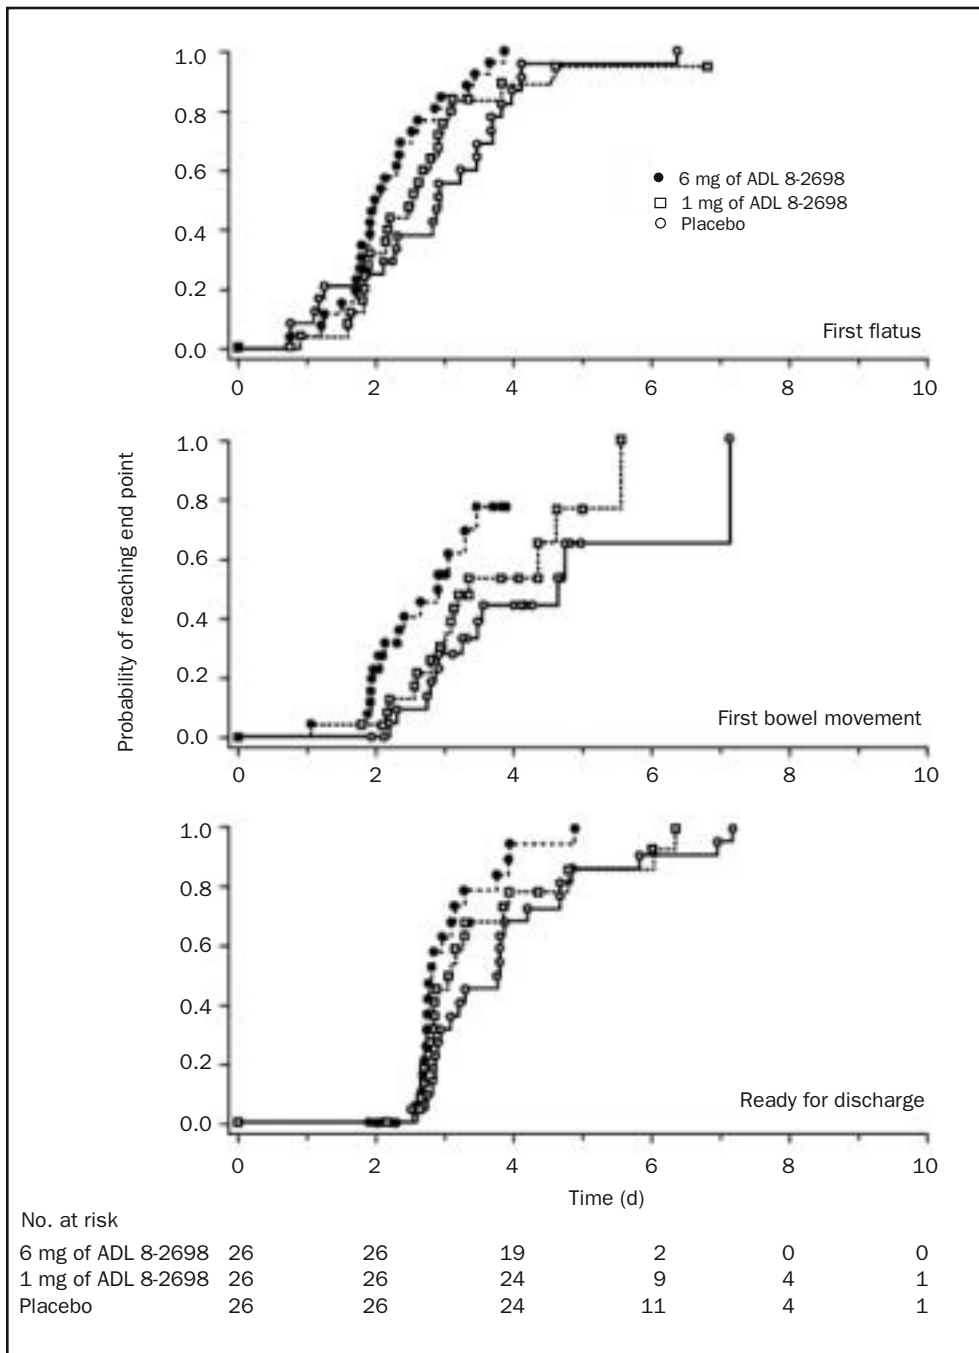 1.0
0.8
0.6
0.4
0.2
0.0
6 mg of ADL 8-2698
1 mg of ADL 8-2698
Placebo
First flatus
0 2 4 6 8 10
Probability of reaching end point
1.0
0.8
0.6
0.4
0.2
0.0
First bowel movement
0 2 4 6 8 10
1.0
0.8
0.6
0.4
0.2
0.0
Ready for discharge
0 2 4 6 8 10
Time (d)
No. at risk
6 mg of ADL 8-2698 26 26 19 2 0 0
1 mg of ADL 8-2698 26 26 24 9 4 1
Placebo 26 26 24 11 4 1